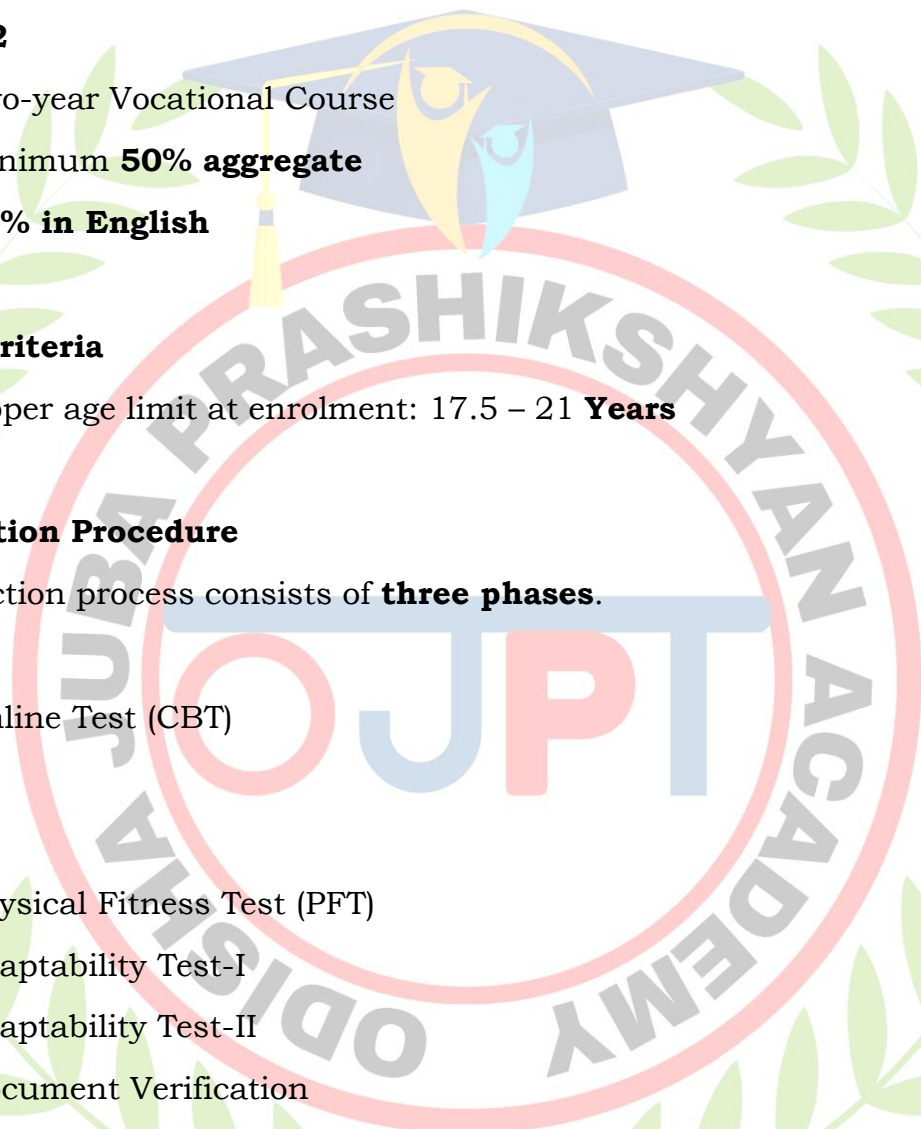 2
vo-year Vocational Course
nimum 50% aggregate
% in English
riteria
per age limit at enrolment: 17.5 – 21 Years
tion Procedure
ction process consists of three phases.
line Test (CBT)
ysical Fitness Test (PFT)
aptability Test-I
aptability Test-II
cument Verification
ODISHA JUBA PRASHIKSHYAN ACADEMY
OJPT